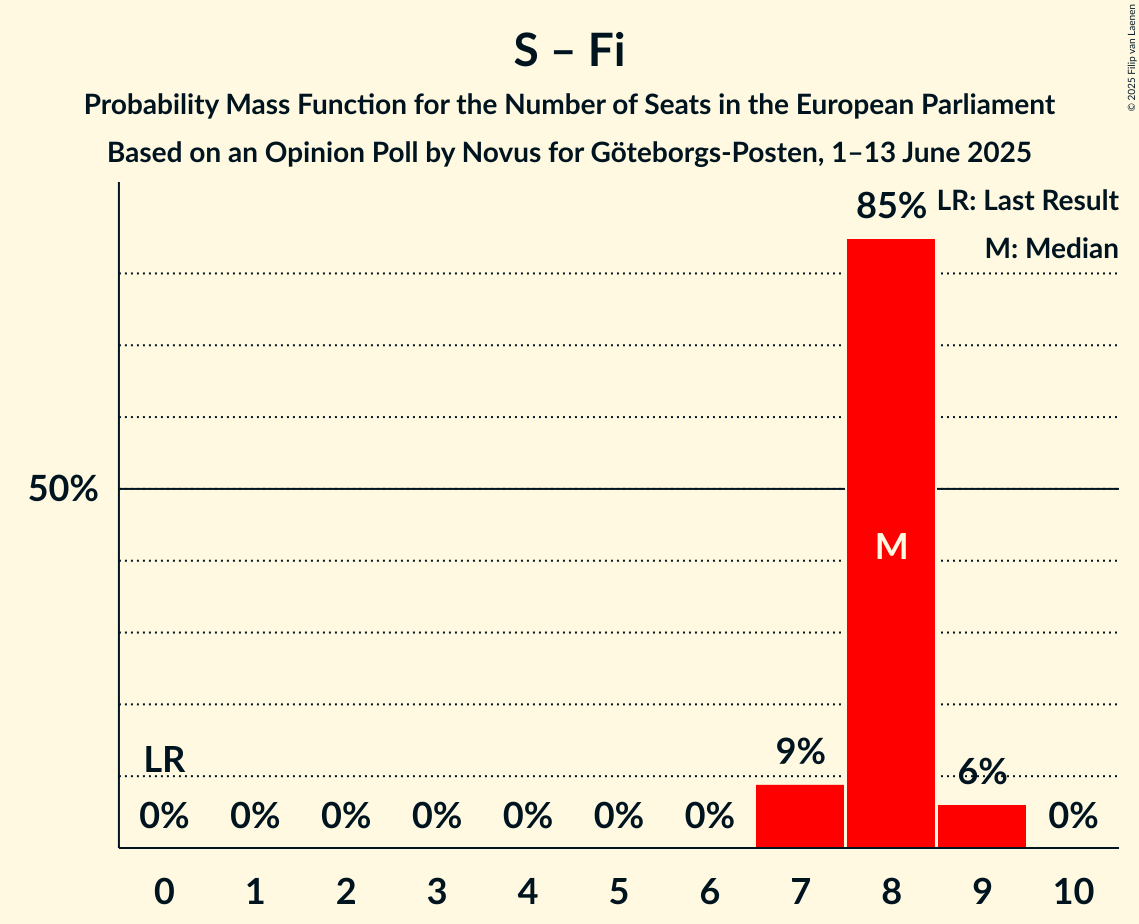 S – Fi
Probability Mass Function for the Number of Seats in the European Parliament
Based on an Opinion Poll by Novus for Göteborgs-Posten, 1–13 June 2025
© 2025 Filip van Laenen
LR: Last Result
M: Median
85%
50%
M
LR
9%
6%
0% 0% 0% 0% 0% 0% 0% 0%
0 1 2 3 4 5 6 7 8 9 10